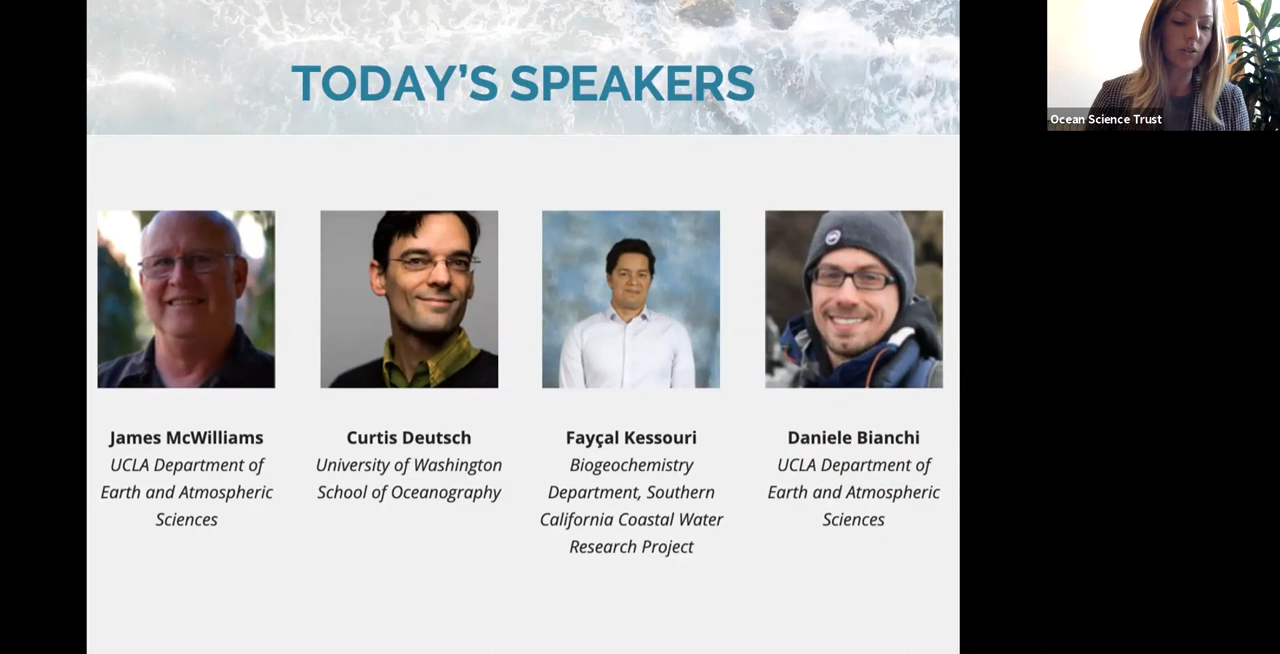 TODAY'S SPEAKERS
Ocean Science Trust
James McWilliams
UCLA Department of
Earth and Atmospheric
Sciences
Curtis Deutsch
University of Washington
School of Oceanography
Fayçal Kessouri
Biogeochemistry
Department, Southern
California Coastal Water
Research Project
Daniele Bianchi
UCLA Department of
Earth and Atmospheric
Sciences